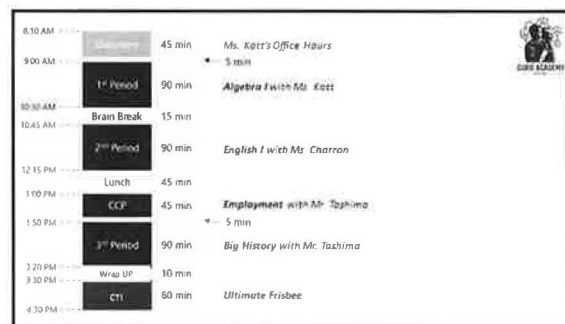 8:10 AM
45 min Ms. Katt's Office Hours
9:00 AM 5 min
1st Period 90 min Algebra I with Ms. Katt
10:30 AM
Brain Break 15 min
10:45 AM
2nd Period 90 min English I with Ms Charron
12:15 PM
Lunch 45 min
1:00 PM
CCP 45 min Employment with Mr Tashima
1:50 PM 5 min
3rd Period 90 min Big History with Mr. Tashima
3:20 PM
Wrap UP 10 min
3:30 PM
CTI 60 min Ultimate Frisbee
4:30 PM